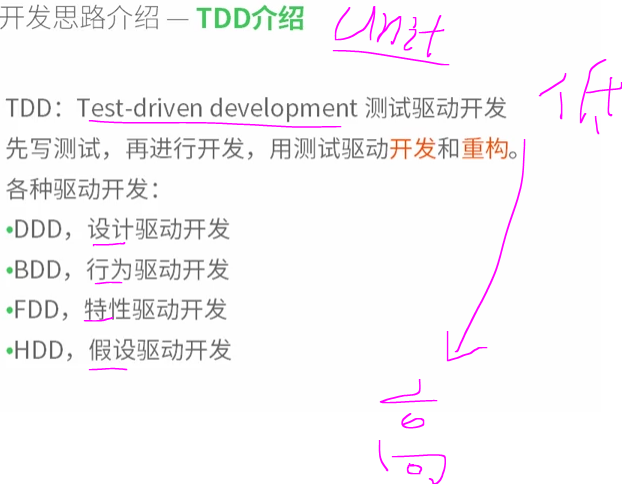 开发思路介绍 — TDD介绍
Unit
低
TDD：Test-driven development 测试驱动开发
先写测试，再进行开发，用测试驱动开发和重构。
各种驱动开发：
•DDD，设计驱动开发
•BDD，行为驱动开发
•FDD，特性驱动开发
•HDD，假设驱动开发
高